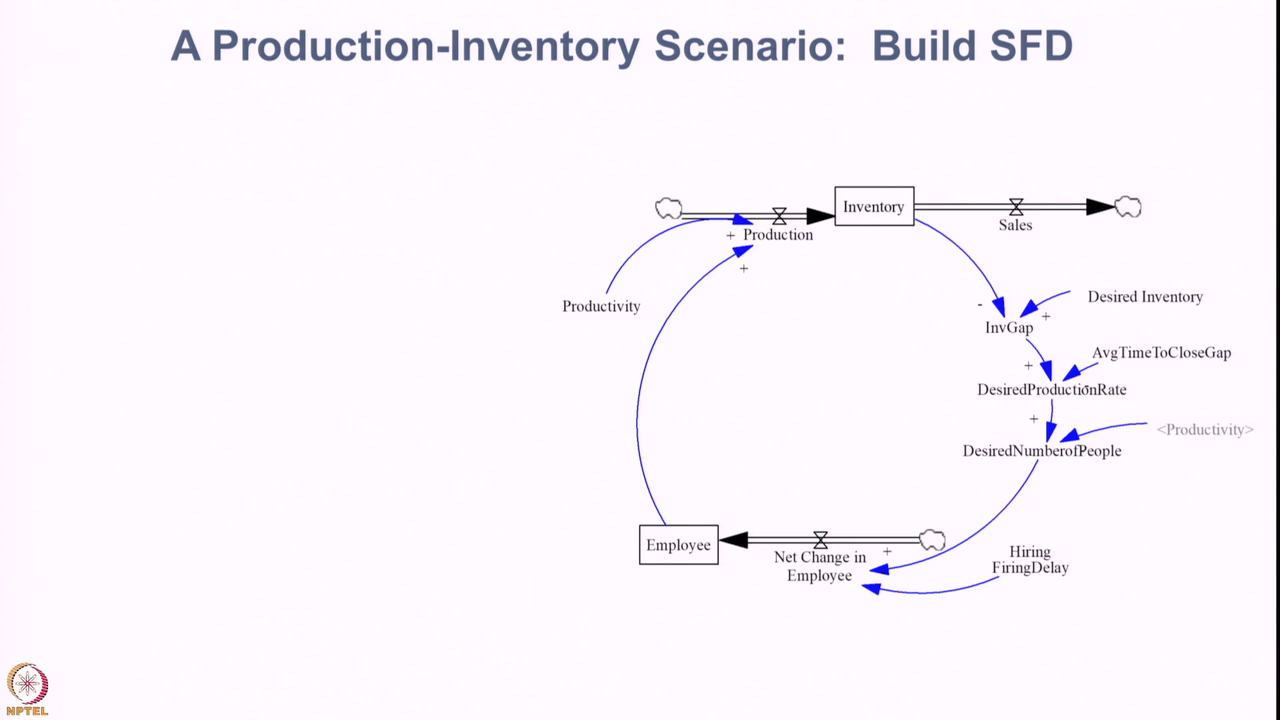 A Production-Inventory Scenario: Build SFD
Inventory
Sales
+ Production
+
Productivity
Desired Inventory
-
+
InvGap
AvgTimeToCloseGap
+
DesiredProductionRate
+
<Productivity>
DesiredNumberofPeople
Employee
+
Net Change in
Employee
Hiring
FiringDelay
NPTEL